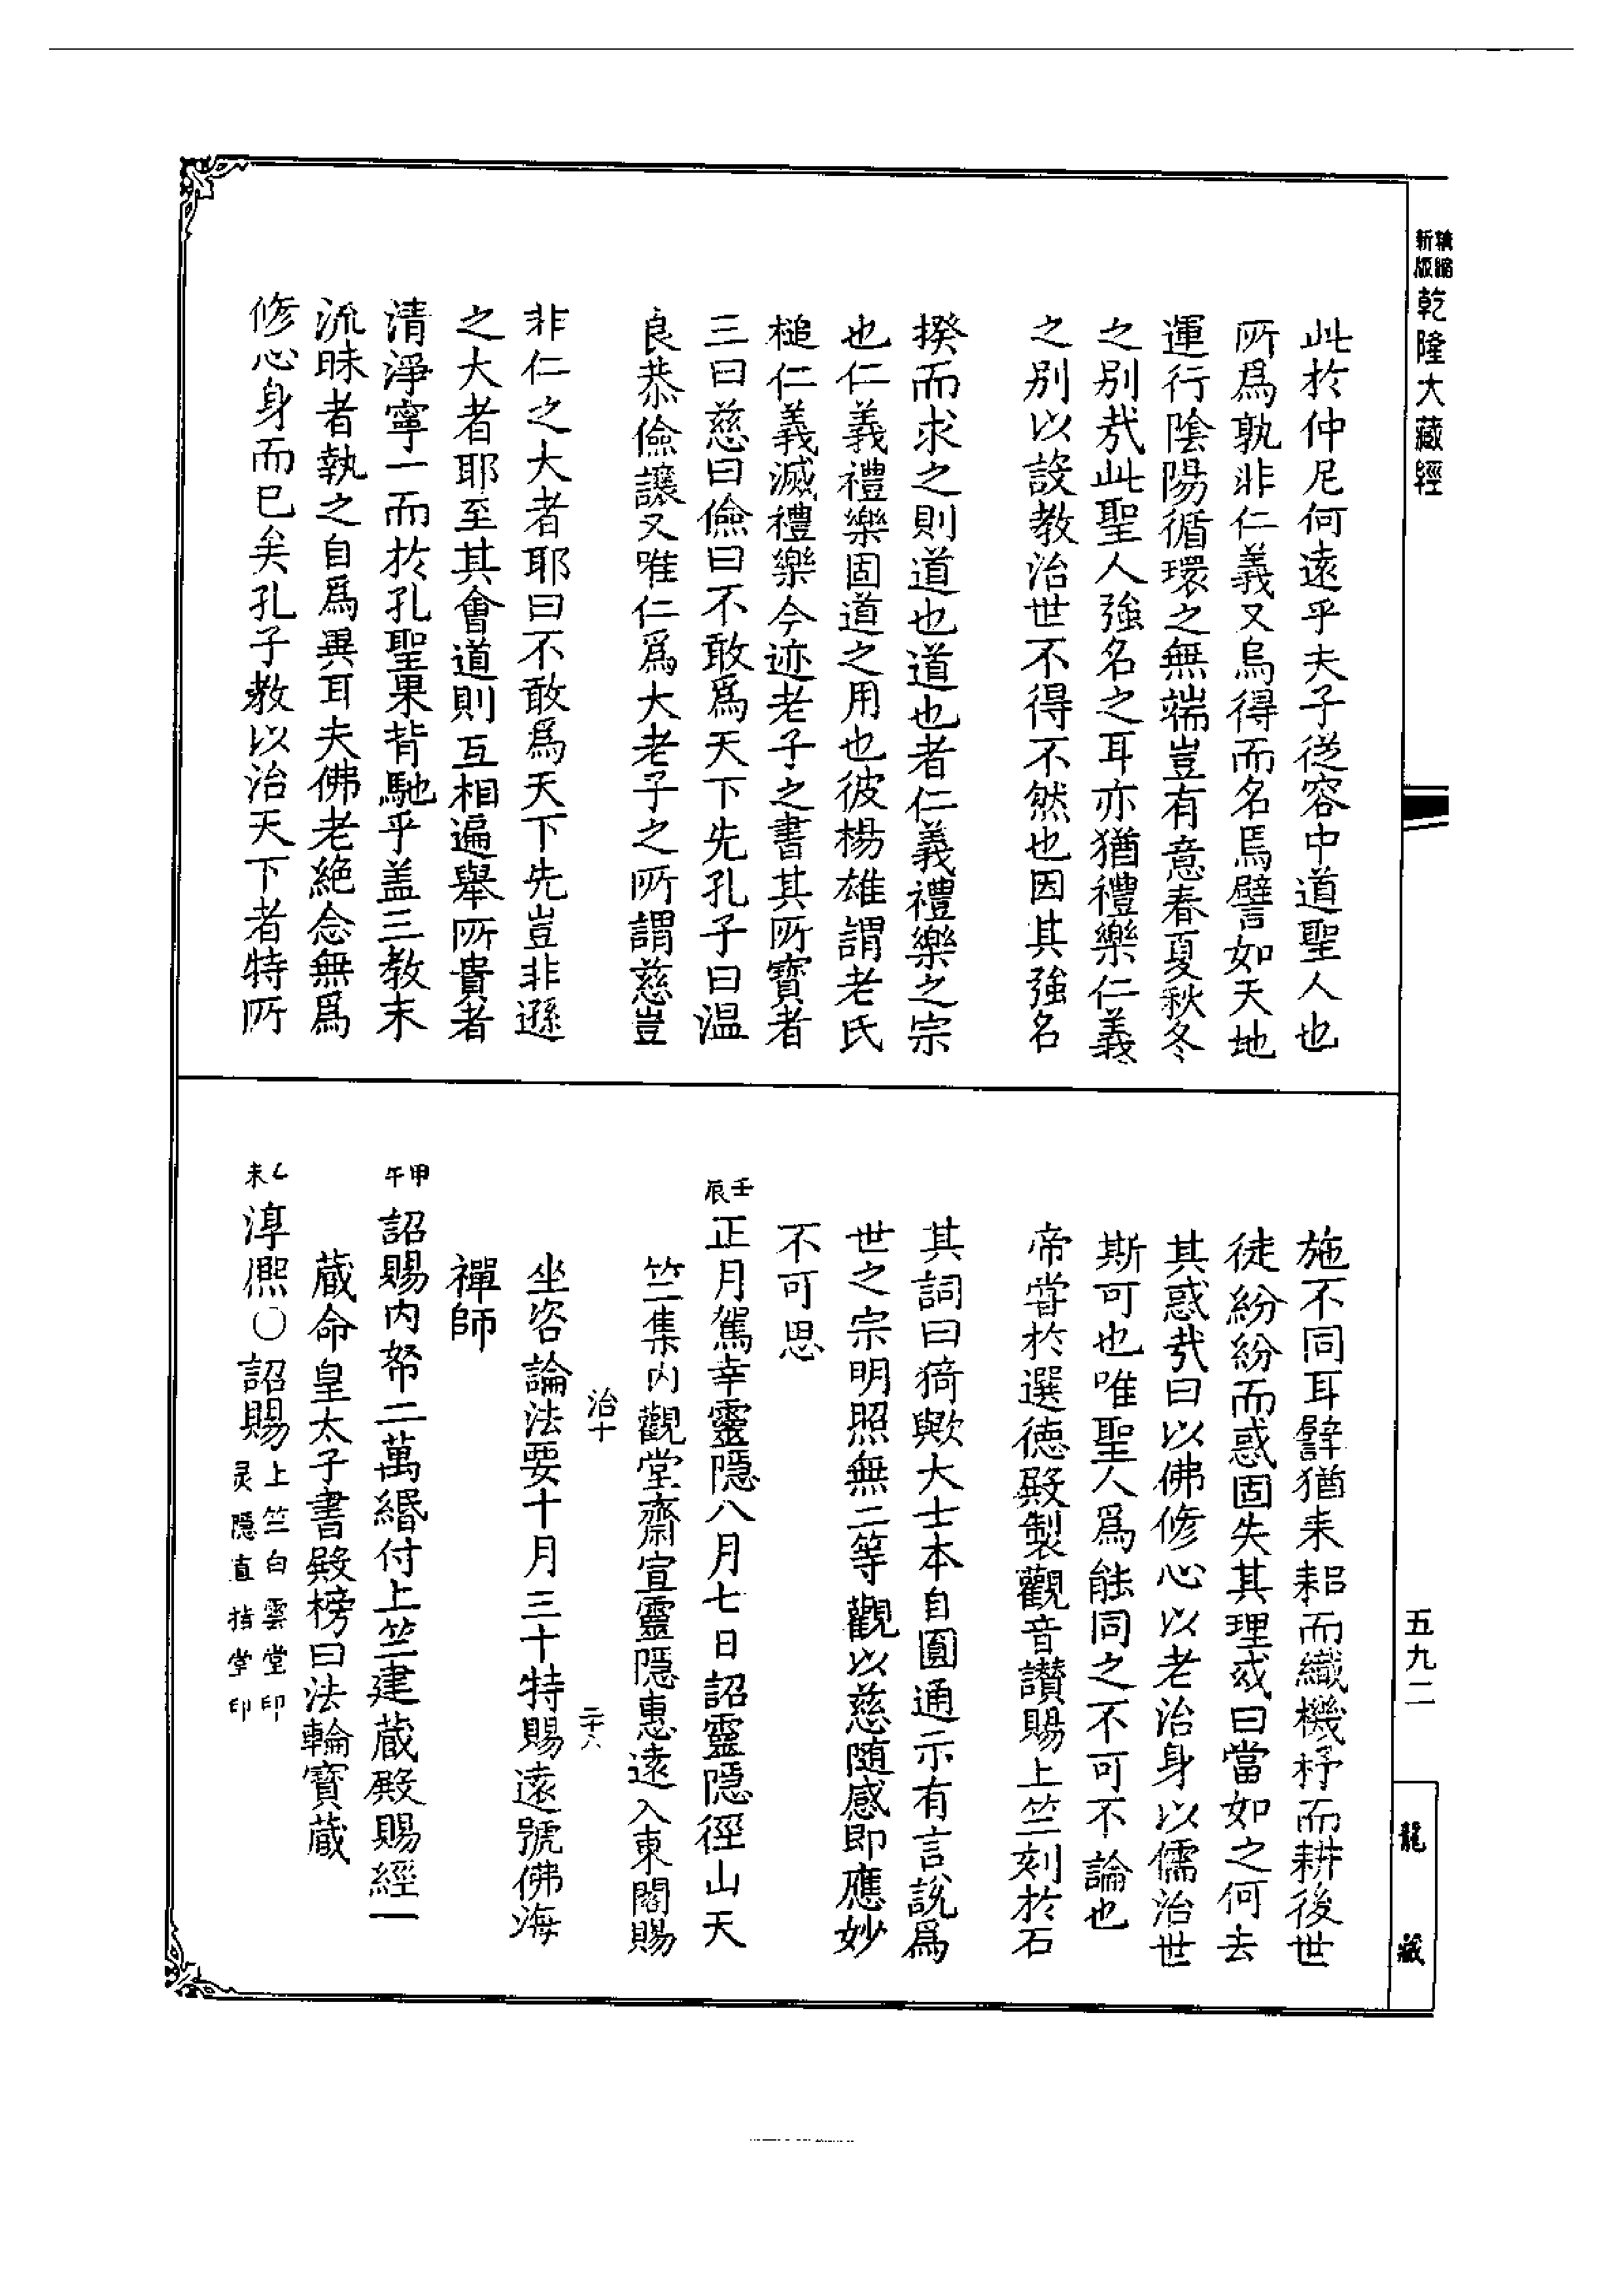 精縮新版乾隆大藏經
此於仲尼何遠乎夫子從容中道聖人也
所爲孰非仁義又烏得而名焉譬如天地
運行陰陽循環之無端豈有意春夏秋冬
之別哉此聖人強名之耳亦猶禮樂仁義
之別以設教治世不得不然也因其強名
揆而求之則道也道也者仁義禮樂之宗
也仁義禮樂固道之用也彼楊雄謂老氏
槌仁義滅禮樂今迹老子之書其所寶者
三曰慈曰儉曰不敢爲天下先孔子曰温
良恭儉讓又唯仁爲大老子之所謂慈豈
非仁之大者耶曰不敢爲天下先豈非遜
之大者耶至其會道則互相遍舉所貴者
清淨寧一而於孔聖果背馳乎盖三教末
流昧者執之自爲異耳夫佛老絶念無爲
修心身而已矣孔子教以治天下者特所
五九二
龍藏
施不同耳譬猶耒耜而織機杼而耕後世
徒紛紛而惑固失其理或曰當如之何去
其惑哉曰以佛修心以老治身以儒治世
斯可也唯聖人爲能同之不可不論也
帝甞於選德殿製觀音讃賜上竺刻於石
其詞曰猗歟大士本自圓通示有言說爲
世之宗明照無二等觀以慈随感即應妙
不可思
壬辰正月駕幸靈隱八月七日詔靈隱徑山天
竺集内觀堂齋宣靈隱惠遠入東閣賜
治十
二十六
坐咨論法要十月三十特賜遠號佛海
禪師
甲午詔賜内帑二萬緡付上竺建蔵殿賜經一
蔵命皇太子書殿榜曰法輪寶蔵
乙未淳熈○詔賜上竺白雲堂印灵隱直指堂印